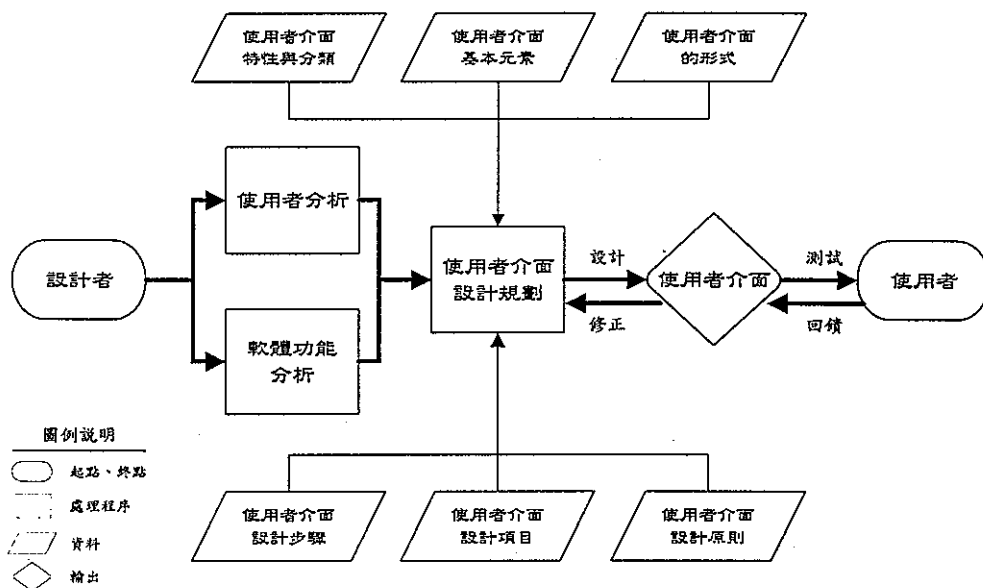 使用者介面
特性與分類
使用者介面
基本元素
使用者介面
的形式
使用者分析
設計者
軟體功能
分析
使用者介面
設計規劃
設計
修正
使用者介面
測試
回饋
使用者
圖例説明
起點、終點
處理程序
資料
輸出
使用者介面
設計步驟
使用者介面
設計項目
使用者介面
設計原則